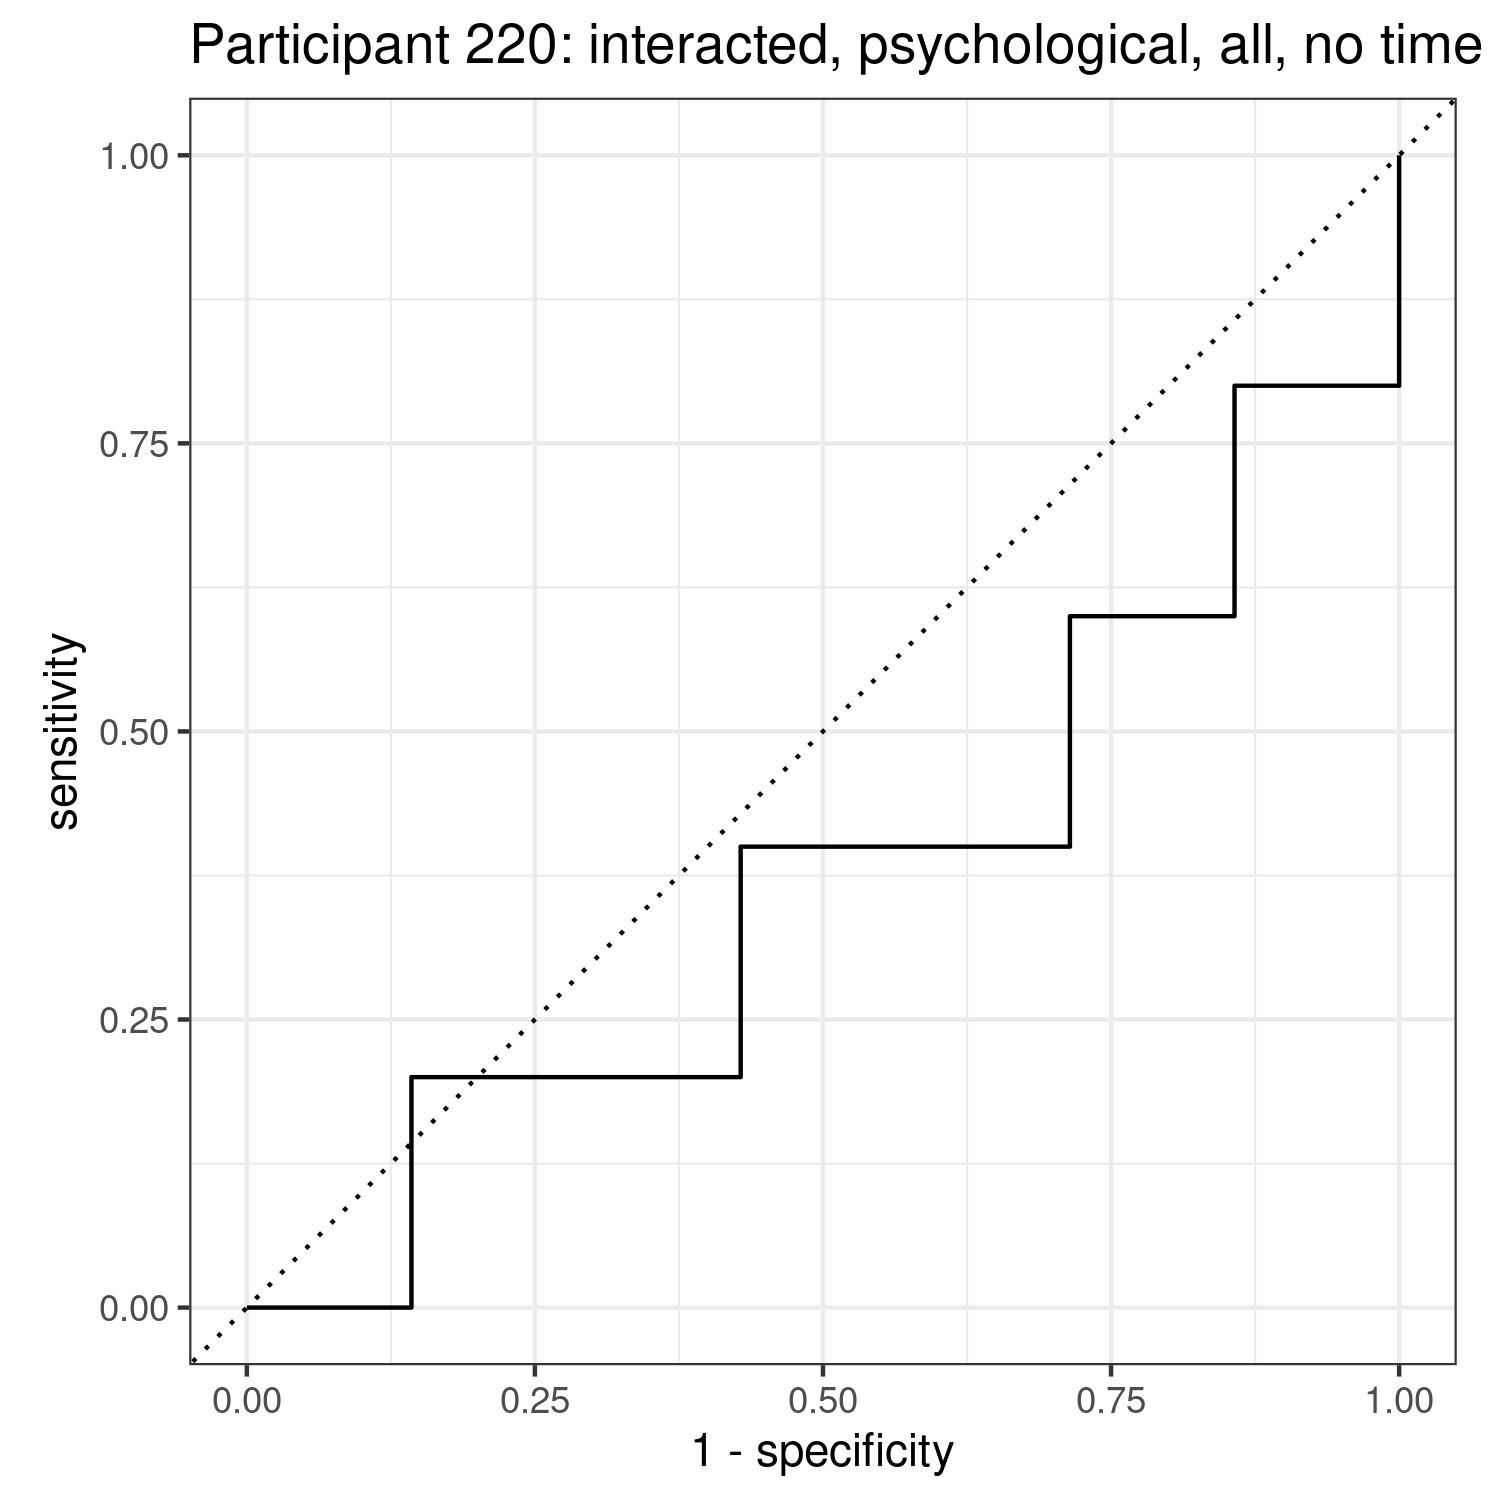 Participant 220: interacted, psychological, all, no time
1.00
0.75
0.50
0.25
0.00
sensitivity
0.00 0.25 0.50 0.75 1.00
1 - specificity